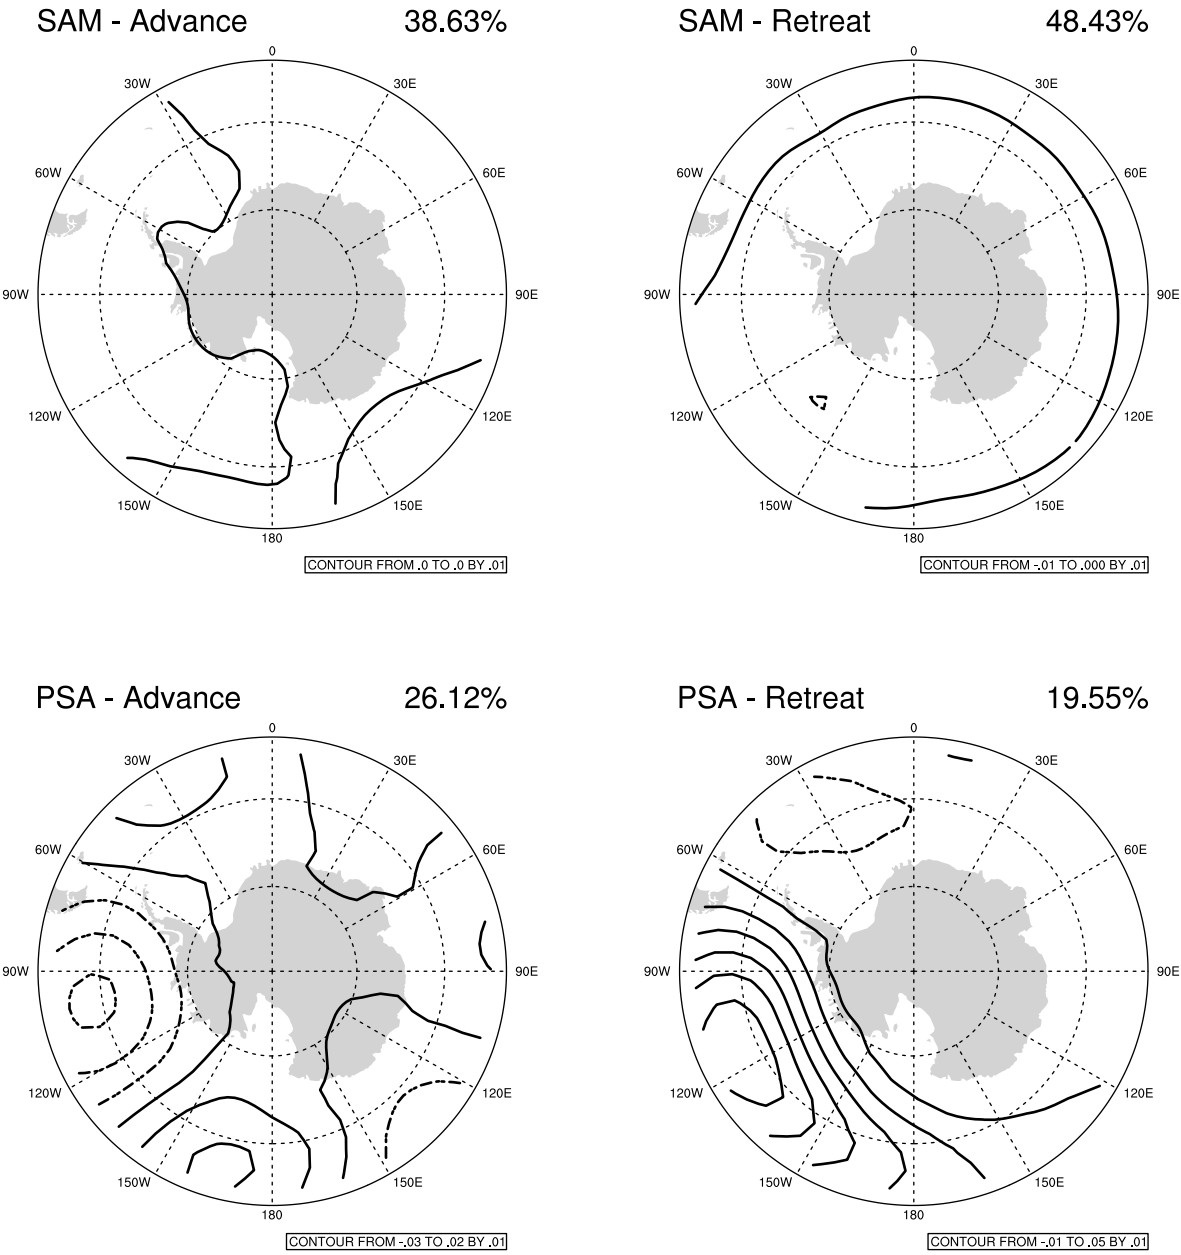 SAM - Advance 38.63%
0
30W 30E
60W 60E
90W 90E
120W 120E
150W 150E
180
CONTOUR FROM .0 TO .0 BY .01
SAM - Retreat 48.43%
0
30W 30E
60W 60E
90W 90E
120W 120E
150W 150E
180
CONTOUR FROM -.01 TO .000 BY .01
PSA - Advance 26.12%
0
30W 30E
60W 60E
90W 90E
120W 120E
150W 150E
180
CONTOUR FROM -.03 TO .02 BY .01
PSA - Retreat 19.55%
0
30W 30E
60W 60E
90W 90E
120W 120E
150W 150E
180
CONTOUR FROM -.01 TO .05 BY .01